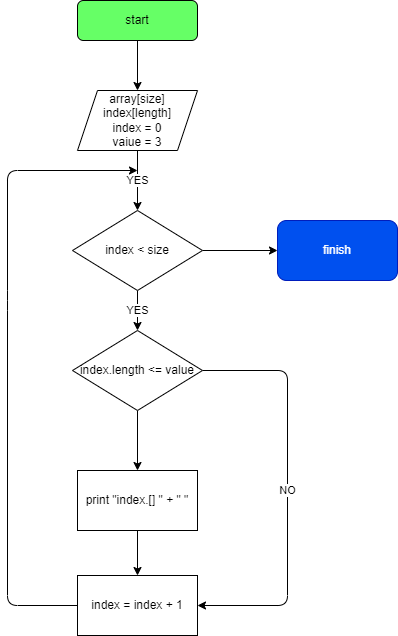 start
array[size]
index[length]
index = 0
value = 3
YES
index < size
finish
YES
index.length <= value
print "index.[] " + " "
NO
index = index + 1